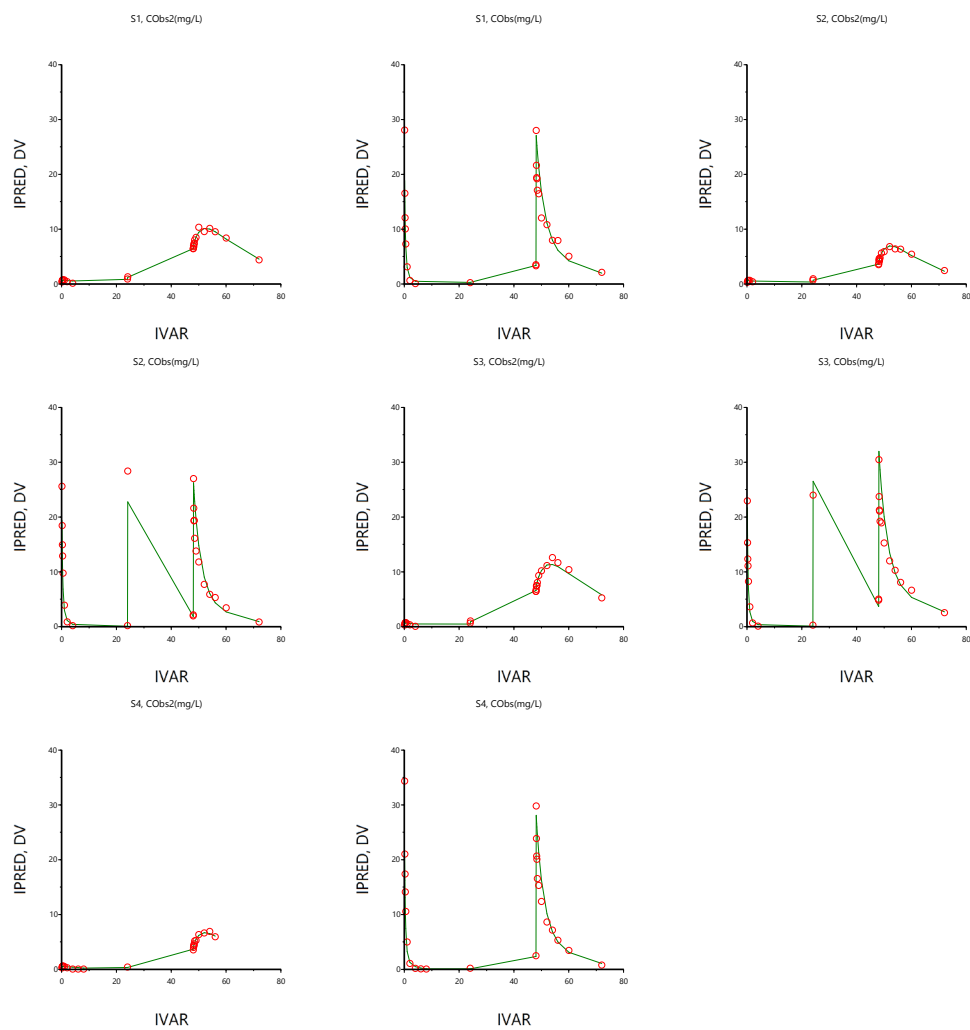 S1, CObs2(mg/L)
IPRED, DV
40
30
20
10
0
0 20 40 60 80
IVAR
S1, CObs(mg/L)
IPRED, DV
40
30
20
10
0
0 20 40 60 80
IVAR
S2, CObs2(mg/L)
IPRED, DV
40
30
20
10
0
0 20 40 60 80
IVAR
S2, CObs(mg/L)
IPRED, DV
40
30
20
10
0
0 20 40 60 80
IVAR
S3, CObs2(mg/L)
IPRED, DV
40
30
20
10
0
0 20 40 60 80
IVAR
S3, CObs(mg/L)
IPRED, DV
40
30
20
10
0
0 20 40 60 80
IVAR
S4, CObs2(mg/L)
IPRED, DV
40
30
20
10
0
0 20 40 60 80
IVAR
S4, CObs(mg/L)
IPRED, DV
40
30
20
10
0
0 20 40 60 80
IVAR